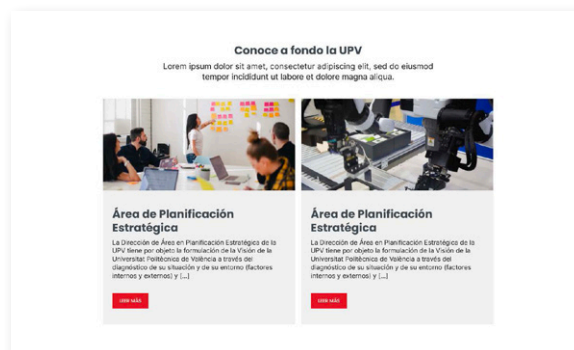 Conoce a fondo la UPV
Lorem ipsum dolor sit amet, consectetur adipiscing elit, sed do eiusmod
tempor incididunt ut labore et dolore magna aliqua.
Área de Planificación
Estratégica
La Dirección de Área en Planificación Estratégica de la
UPV tiene por objeto la formulación de la Visión de la
Universitat Politècnica de València a través del
diagnóstico de su situación y de su entorno (factores
internos y externos) y [...]
LEER MÁS
Área de Planificación
Estratégica
La Dirección de Área en Planificación Estratégica de la
UPV tiene por objeto la formulación de la Visión de la
Universitat Politècnica de València a través del
diagnóstico de su situación y de su entorno (factores
internos y externos) y [...]
LEER MÁS